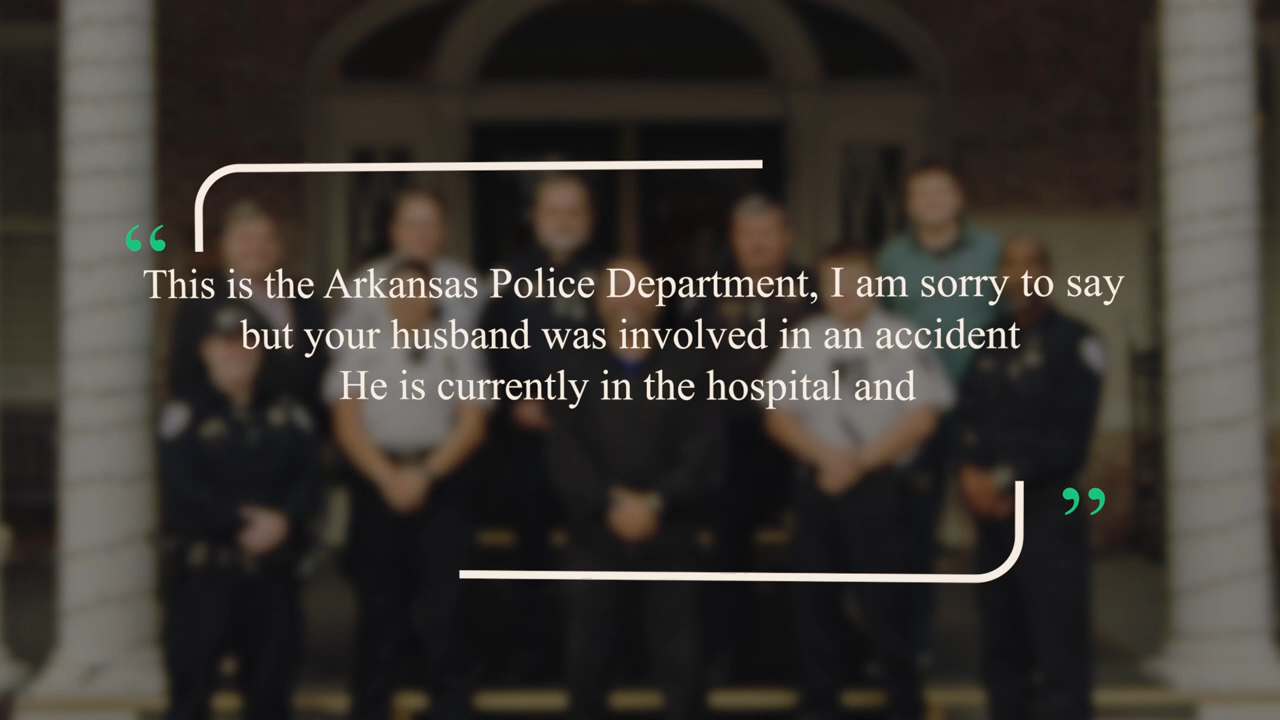 “
This is the Arkansas Police Department, I am sorry to say
but your husband was involved in an accident
He is currently in the hospital and
”